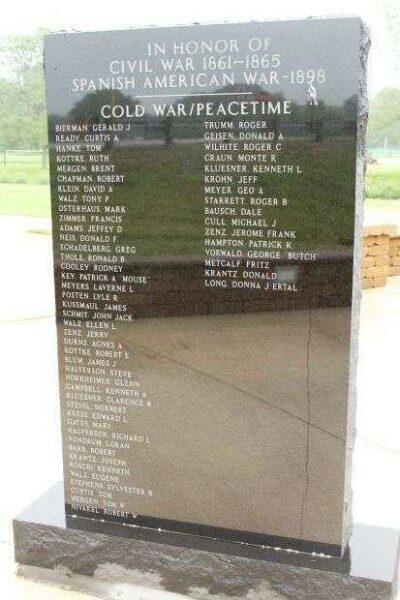 IN HONOR OF
CIVIL WAR 1861~1865
SPANISH AMERICAN WAR~1898
COLD WAR/PEACETIME
BIERMAN, GERALD J
READY, CURTIS A
HANKE, TOM
KOTTKE, RUTH
MERGEN, BRENT
CHAPMAN, ROBERT
KLEIN, DAVID A
WALZ, TONY P
OSTERHAUS, MARK
ZIMMER, FRANCIS
ADAMS, JEFFEY D
NEIS, DONALD F
SCHADELBERG, GREG
THOLE, RONALD B
COOLEY, RODNEY
KEY, PATRICK A 'MOUSE'
MEYERS, LAVERNE L
POSTEN, LYLE R
KUSSMAUL, JAMES
SCHMIT, JOHN JACK
WALZ, ELLEN L
ZENZ, JERRY
BURNS, AGNES A
KOTTKE, ROBERT E
BLUM, JAMES J
HALVERSON, STEVE
HORKHEIMER, GLENN
CAMPBELL, KENNETH A
KLUESNER, CLARENCE B
STEIHL, NORBERT
KRESS, EDWARD L
GATES, MARY
HALVERSON, RICHARD L
VONDRUM, LORAN
BARR, ROBERT
KRANTZ, JOSEPH
BOSCHI, KENNETH
WALZ, EUGENE
STEPHENS, SYLVESTER R
CURTIS, TOM
MERGEN, TOM W
ROBERT W
TRUMM, ROGER
GEISEN, DONALD A
WILHITE, ROGER C
CRAUN, MONTE R
KLUESNER, KENNETH L
KROHN, JEFF
MEYER, GEO A
STARRETT, ROGER B
BAUSCH, DALE
CULL, MICHAEL J
ZENZ, JEROME FRANK
HAMPTON, PATRICK K
VORWALD, GEORGE 'BUTCH'
METCALF, FRITZ
KRANTZ, DONALD
LONG, DONNA J ERTAL